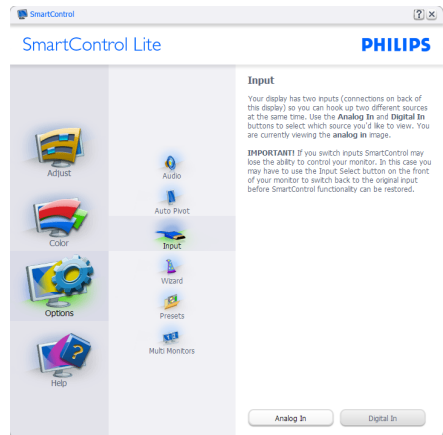 SmartControl
SmartControl Lite
PHILIPS
Adjust
Color
Options
Help
Audio
Auto Pivot
Input
Wizard
Presets
Multi Monitors
Input
Your display has two inputs (connections on back of
this display) so you can hook up two different sources
at the same time. Use the Analog In and Digital In
buttons to select which source you'd like to view. You
are currently viewing the analog in image.
IMPORTANT! If you switch inputs SmartControl may
lose the ability to control your monitor. In this case you
may have to use the Input Select button on the front
of your monitor to switch back to the original input
before SmartControl functionality can be restored.
Analog In
Digital In